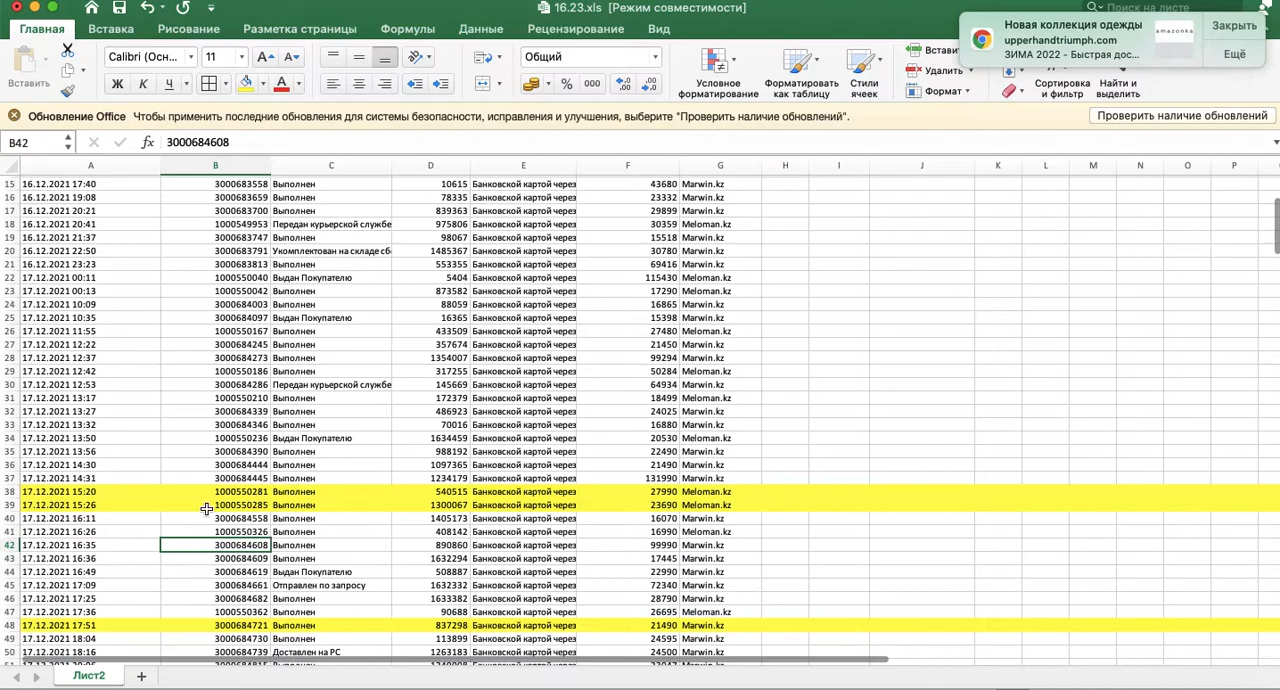 16.23.xls [Режим совместимости]
Поиск на листе
Главная Вставка Рисование Разметка страницы Формулы Данные Рецензирование Вид
Новая коллекция одежды
upperhandtriumph.com
ЗИМА 2022 - Быстрая дос...
amazonka
Закрыть
Ещё
Вставить
Calibri (Осн... 11
Ж К Ч
Общий
% 000
Условное форматирование
Форматировать как таблицу
Стили ячеек
Встави
Удалить
Формат
Сортировка и фильтр
Найти и выделить
Обновление Office Чтобы применить последние обновления для системы безопасности, исправления и улучшения, выберите "Проверить наличие обновлений". Проверить наличие обновлений
B42 fx 3000684608
A B C D E F G H I J K L M N O P
15 16.12.2021 17:40 3000683558 Выполнен 10615 Банковской картой через 43680 Marwin.kz
16 16.12.2021 19:08 3000683659 Выполнен 78335 Банковской картой через 23332 Marwin.kz
17 16.12.2021 20:21 3000683700 Выполнен 839363 Банковской картой через 29899 Marwin.kz
18 16.12.2021 20:41 1000549953 Передан курьерской службе 975806 Банковской картой через 30359 Meloman.kz
19 16.12.2021 21:37 3000683747 Выполнен 98067 Банковской картой через 15518 Marwin.kz
20 16.12.2021 22:50 3000683791 Укомплектован на складе сб 1485367 Банковской картой через 30780 Marwin.kz
21 16.12.2021 23:23 3000683813 Выполнен 553355 Банковской картой через 69416 Marwin.kz
22 17.12.2021 00:11 1000550040 Выдан Покупателю 5404 Банковской картой через 115430 Meloman.kz
23 17.12.2021 00:13 1000550042 Выполнен 873582 Банковской картой через 17290 Meloman.kz
24 17.12.2021 10:09 3000684003 Выполнен 88059 Банковской картой через 16865 Marwin.kz
25 17.12.2021 10:35 3000684097 Выдан Покупателю 16365 Банковской картой через 15398 Marwin.kz
26 17.12.2021 11:55 1000550167 Выполнен 433509 Банковской картой через 27480 Meloman.kz
27 17.12.2021 12:22 3000684245 Выполнен 357674 Банковской картой через 21450 Marwin.kz
28 17.12.2021 12:37 3000684273 Выполнен 1354007 Банковской картой через 99294 Marwin.kz
29 17.12.2021 12:42 1000550186 Выполнен 317255 Банковской картой через 50284 Meloman.kz
30 17.12.2021 12:53 3000684286 Передан курьерской службе 145669 Банковской картой через 64934 Marwin.kz
31 17.12.2021 13:17 1000550210 Выполнен 172379 Банковской картой через 18499 Meloman.kz
32 17.12.2021 13:27 3000684339 Выполнен 486923 Банковской картой через 24025 Marwin.kz
33 17.12.2021 13:32 3000684346 Выполнен 70016 Банковской картой через 16880 Marwin.kz
34 17.12.2021 13:50 1000550236 Выдан Покупателю 1634459 Банковской картой через 20530 Meloman.kz
35 17.12.2021 13:56 3000684390 Выполнен 988192 Банковской картой через 22490 Marwin.kz
36 17.12.2021 14:30 3000684444 Выполнен 1097365 Банковской картой через 21490 Marwin.kz
37 17.12.2021 14:31 3000684445 Выполнен 1234179 Банковской картой через 131990 Marwin.kz
38 17.12.2021 15:20 1000550281 Выполнен 540515 Банковской картой через 27990 Meloman.kz
39 17.12.2021 15:26 1000550285 Выполнен 1300067 Банковской картой через 23690 Meloman.kz
40 17.12.2021 16:11 3000684558 Выполнен 1405173 Банковской картой через 16070 Marwin.kz
41 17.12.2021 16:26 1000550326 Выполнен 408142 Банковской картой через 16990 Meloman.kz
42 17.12.2021 16:35 3000684608 Выполнен 890860 Банковской картой через 99990 Marwin.kz
43 17.12.2021 16:36 3000684609 Выполнен 1632294 Банковской картой через 17445 Marwin.kz
44 17.12.2021 16:49 3000684619 Выдан Покупателю 508887 Банковской картой через 22990 Marwin.kz
45 17.12.2021 17:09 3000684661 Отправлен по запросу 1632332 Банковской картой через 72340 Marwin.kz
46 17.12.2021 17:25 3000684682 Выполнен 1633382 Банковской картой через 28790 Marwin.kz
47 17.12.2021 17:36 1000550362 Выполнен 90688 Банковской картой через 26695 Meloman.kz
48 17.12.2021 17:51 3000684721 Выполнен 837298 Банковской картой через 21490 Marwin.kz
49 17.12.2021 18:04 3000684730 Выполнен 113899 Банковской картой через 24595 Marwin.kz
50 17.12.2021 18:16 3000684739 Доставлен на РС 1263183 Банковской картой через 24500 Marwin.kz
Лист2